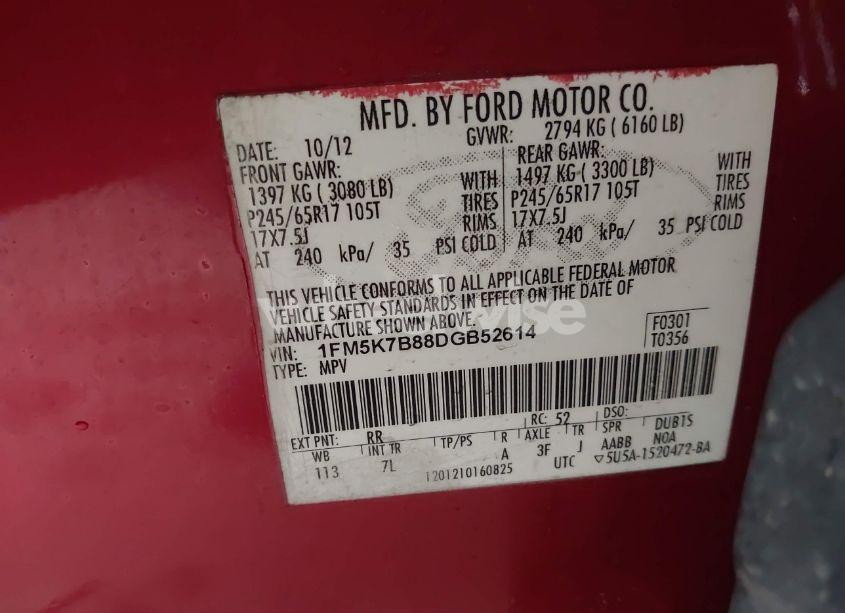 MFD. BY FORD MOTOR CO.
DATE: 10/12 GVWR: 2794 KG ( 6160 LB)
FRONT GAWR: REAR GAWR:
1397 KG ( 3080 LB) WITH 1497 KG ( 3300 LB) WITH
P245/65R17 105T TIRES P245/65R17 105T TIRES
17X7.5J RIMS 17X7.5J RIMS
AT 240 kPa/ 35 PSI COLD AT 240 kPa/ 35 PSI COLD
THIS VEHICLE CONFORMS TO ALL APPLICABLE FEDERAL MOTOR
VEHICLE SAFETY STANDARDS IN EFFECT ON THE DATE OF
MANUFACTURE SHOWN ABOVE.
VIN: 1FM5K7B88DGB52614 F0301
TYPE: MPV T0356
EXT PNT: RR RC: 52 DSO:
WB INT TR TP/PS R AXLE TR SPR DUB1S
113 7L A 3F J AABB NOA
1201210160825 UTC ▽5U5A-1520472-BA